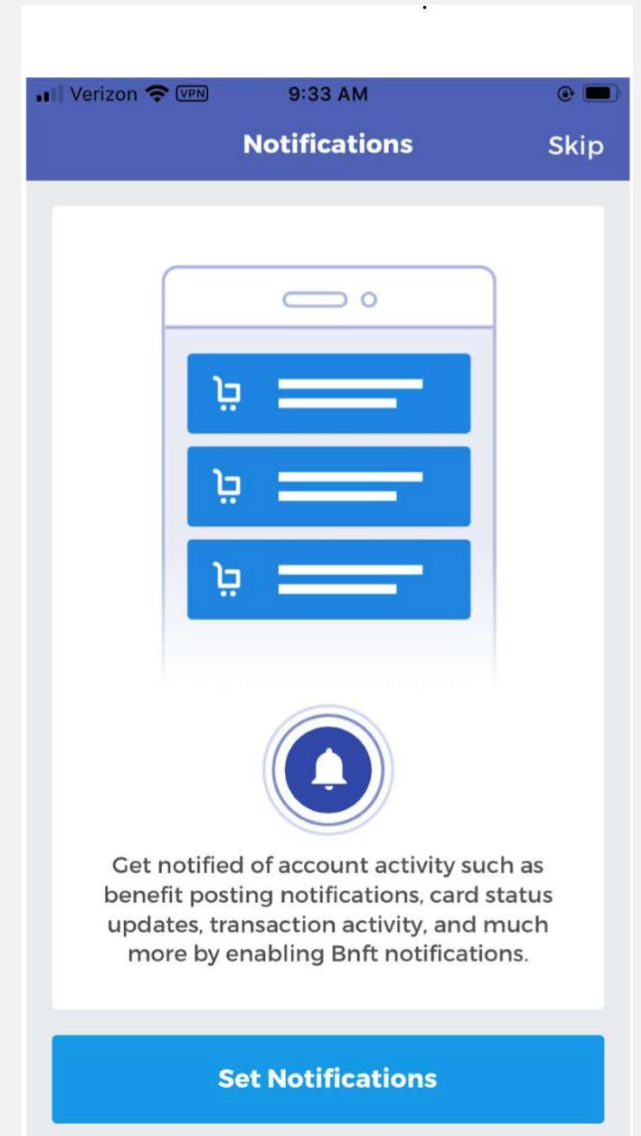 Verizon VPN 9:33 AM
Notifications Skip
Get notified of account activity such as
benefit posting notifications, card status
updates, transaction activity, and much
more by enabling Bnft notifications.
Set Notifications